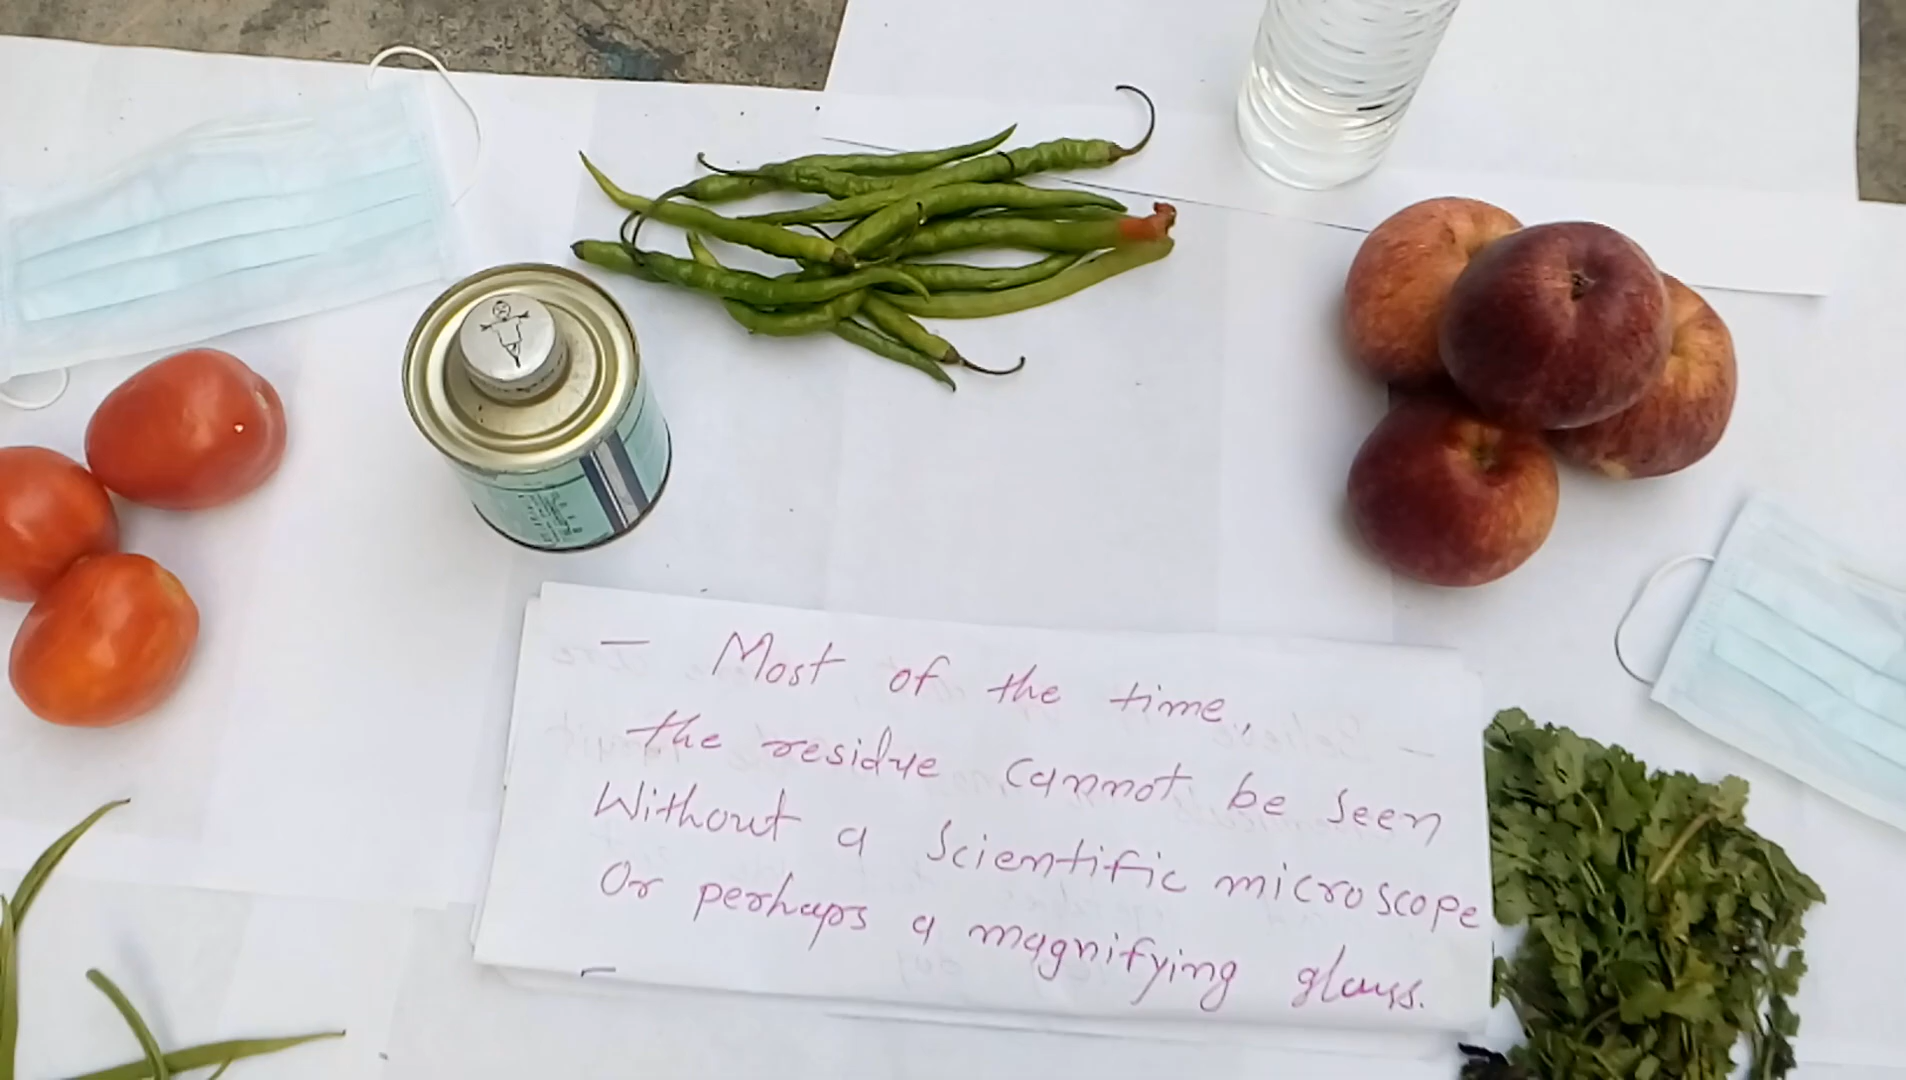 — Most of the time,
the residue cannot be seen
Without a Scientific microscope
Or perhaps a magnifying glass.